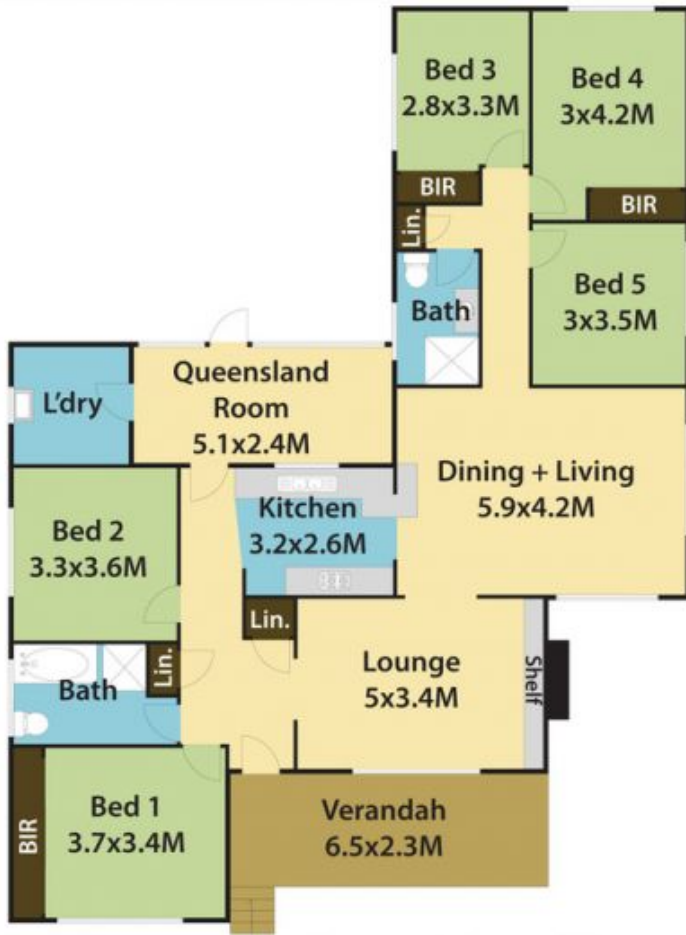 Bed 3
2.8x3.3M
Bed 4
3x4.2M
BIR
BIR
Lin.
Bath
Bed 5
3x3.5M
L'dry
Queensland
Room
5.1x2.4M
Dining + Living
5.9x4.2M
Kitchen
3.2x2.6M
Bed 2
3.3x3.6M
Lin.
Lounge
5x3.4M
Shelf
Bath
Lin.
Bed 1
3.7x3.4M
BIR
Verandah
6.5x2.3M